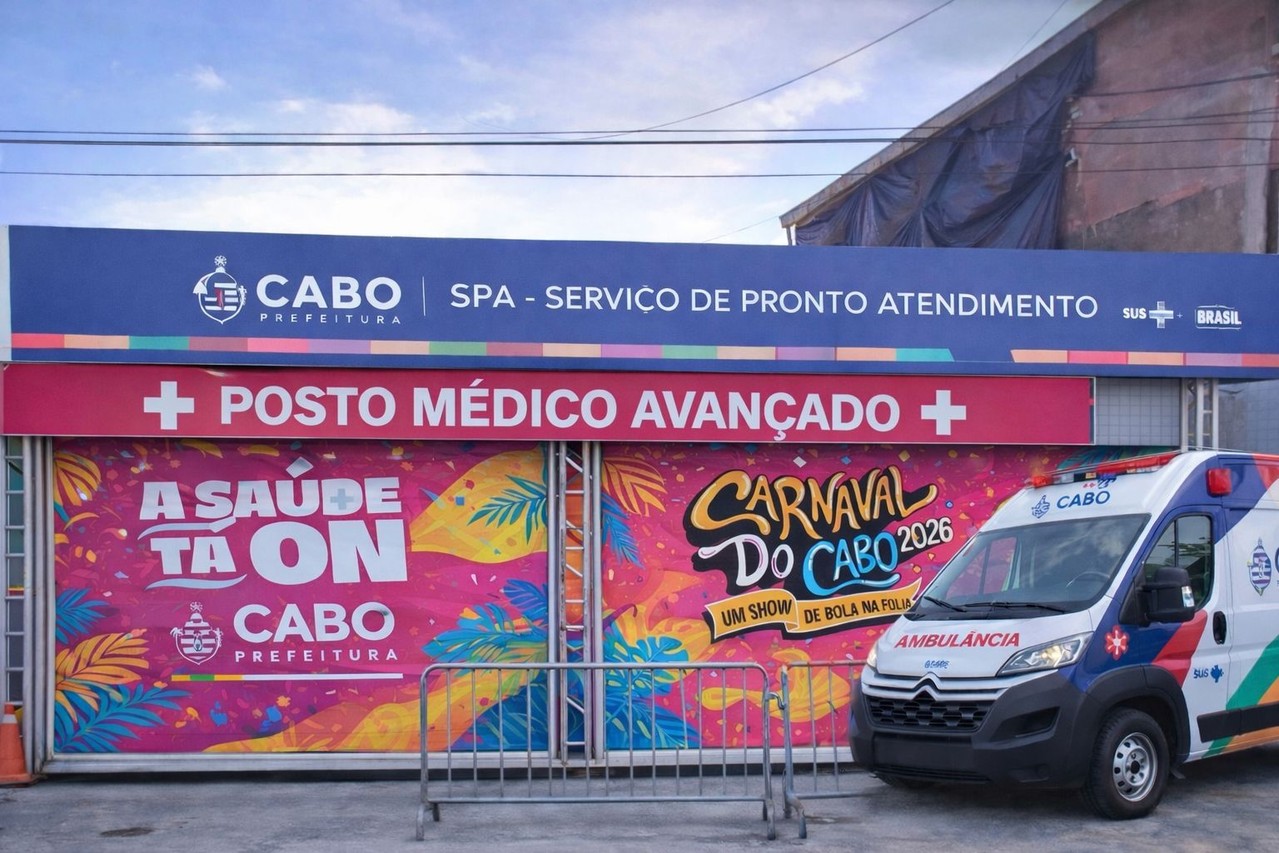 CABO
PREFEITURA
SPA - SERVIÇO DE PRONTO ATENDIMENTO
SUS
BRASIL
POSTO MÉDICO AVANÇADO
A SAÚDE
TÁ ON
CABO
PREFEITURA
CARNAVAL
DO CABO 2026
UM SHOW DE BOLA NA FOLIA
CABO
AMBULÂNCIA
SUS